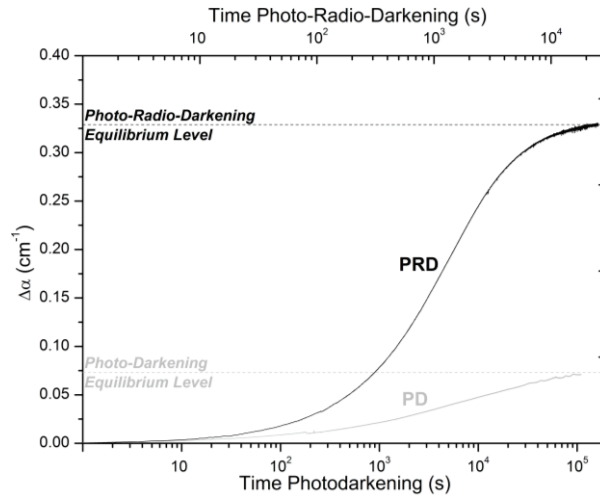 Time Photo-Radio-Darkening (s)
10 10² 10³ 10⁴
0.40
0.35
Photo-Radio-Darkening
Equilibrium Level
0.30
0.25
0.20
PRD
0.15
0.10
Photo-Darkening
Equilibrium Level
0.05
PD
0.00
Δα (cm⁻¹)
10 10² 10³ 10⁴ 10⁵
Time Photodarkening (s)